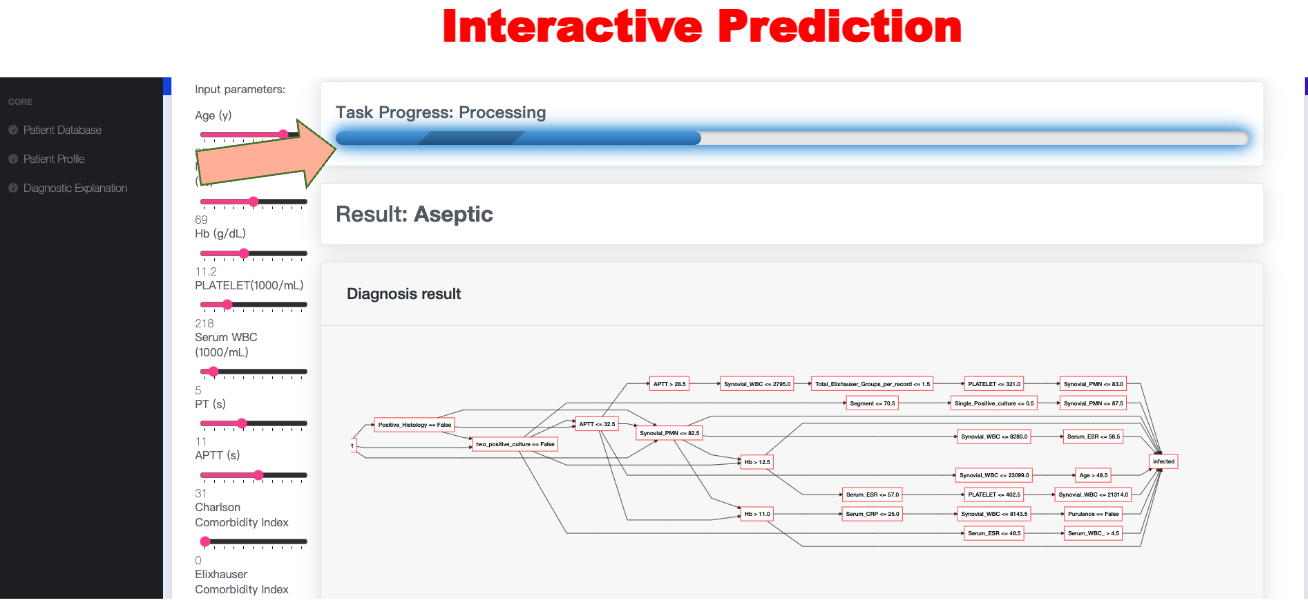 Interactive Prediction
CORE
Patient Database
Patient Profile
Diagnostic Explanation
Input parameters:
Age (y)
69
Hb (g/dL)
11.2
PLATELET(1000/mL)
218
Serum WBC
(1000/mL)
5
PT (s)
11
APTT (s)
31
Charlson
Comorbidity Index
0
Elixhauser
Comorbidity Index
Task Progress: Processing
Result: Aseptic
Diagnosis result
APTT > 28.5
Synovial_WBC <= 2795.0
Total_Elixhauser_Groups_per_record <= 1.5
PLATELET <= 321.0
Synovial_PMN <= 83.0
Segment <= 70.5
Single_Positive_culture <= 0.5
Synovial_PMN <= 87.5
Positive_Histology == False
APTT <= 32.5
Synovial_PMN <= 82.5
two_positive_culture == False
Synovial_WBC <= 8280.0
Serum_ESR <= 58.5
Hb > 12.5
infected
Synovial_WBC <= 23099.0
Age > 48.5
Serum_ESR <= 57.0
PLATELET <= 402.5
Synovial_WBC <= 21314.0
Hb > 11.0
Serum_CRP <= 25.0
Synovial_WBC <= 8143.5
Purulence == False
Serum_ESR <= 48.5
Serum_WBC_ > 4.5